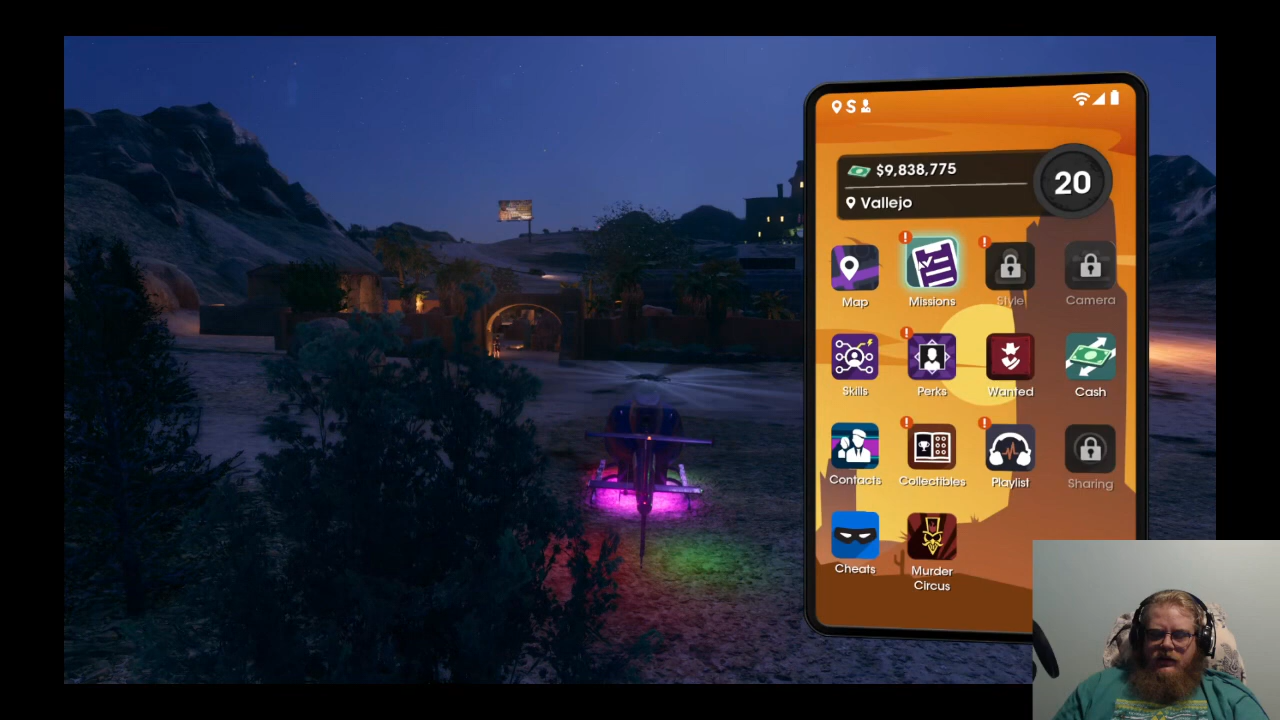 S
$9,838,775
20
Vallejo
Map
Missions
Style
Camera
Skills
Perks
Wanted
Cash
Contacts
Collectibles
Playlist
Sharing
Cheats
Murder
Circus